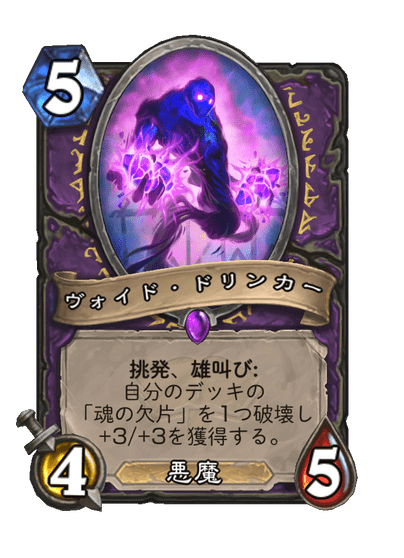 5
ヴォイド・ドリンカー
挑発、雄叫び:
自分のデッキの
「魂の欠片」を1つ破壊し
+3/+3を獲得する。
4
悪魔
5